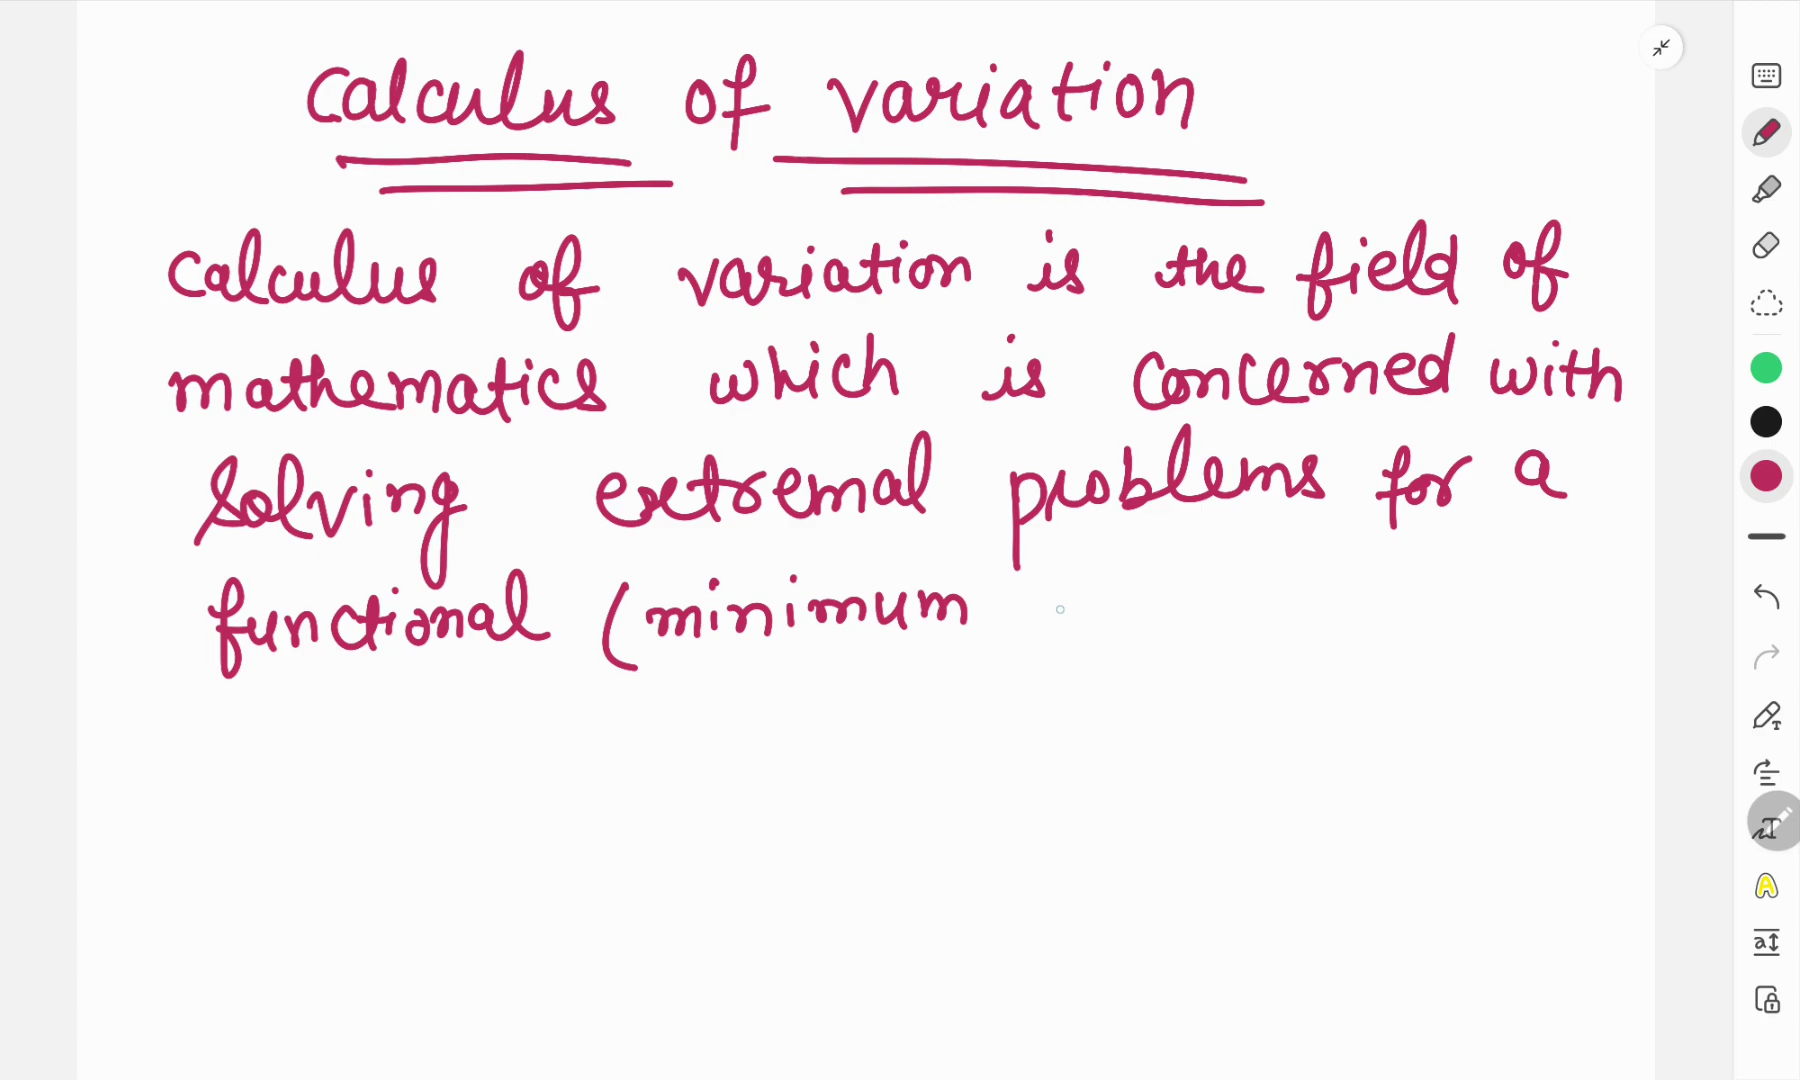 calculus of variation
calculus of variation is the field of
mathematics which is concerned with
solving extremal problems for a
functional (minimum